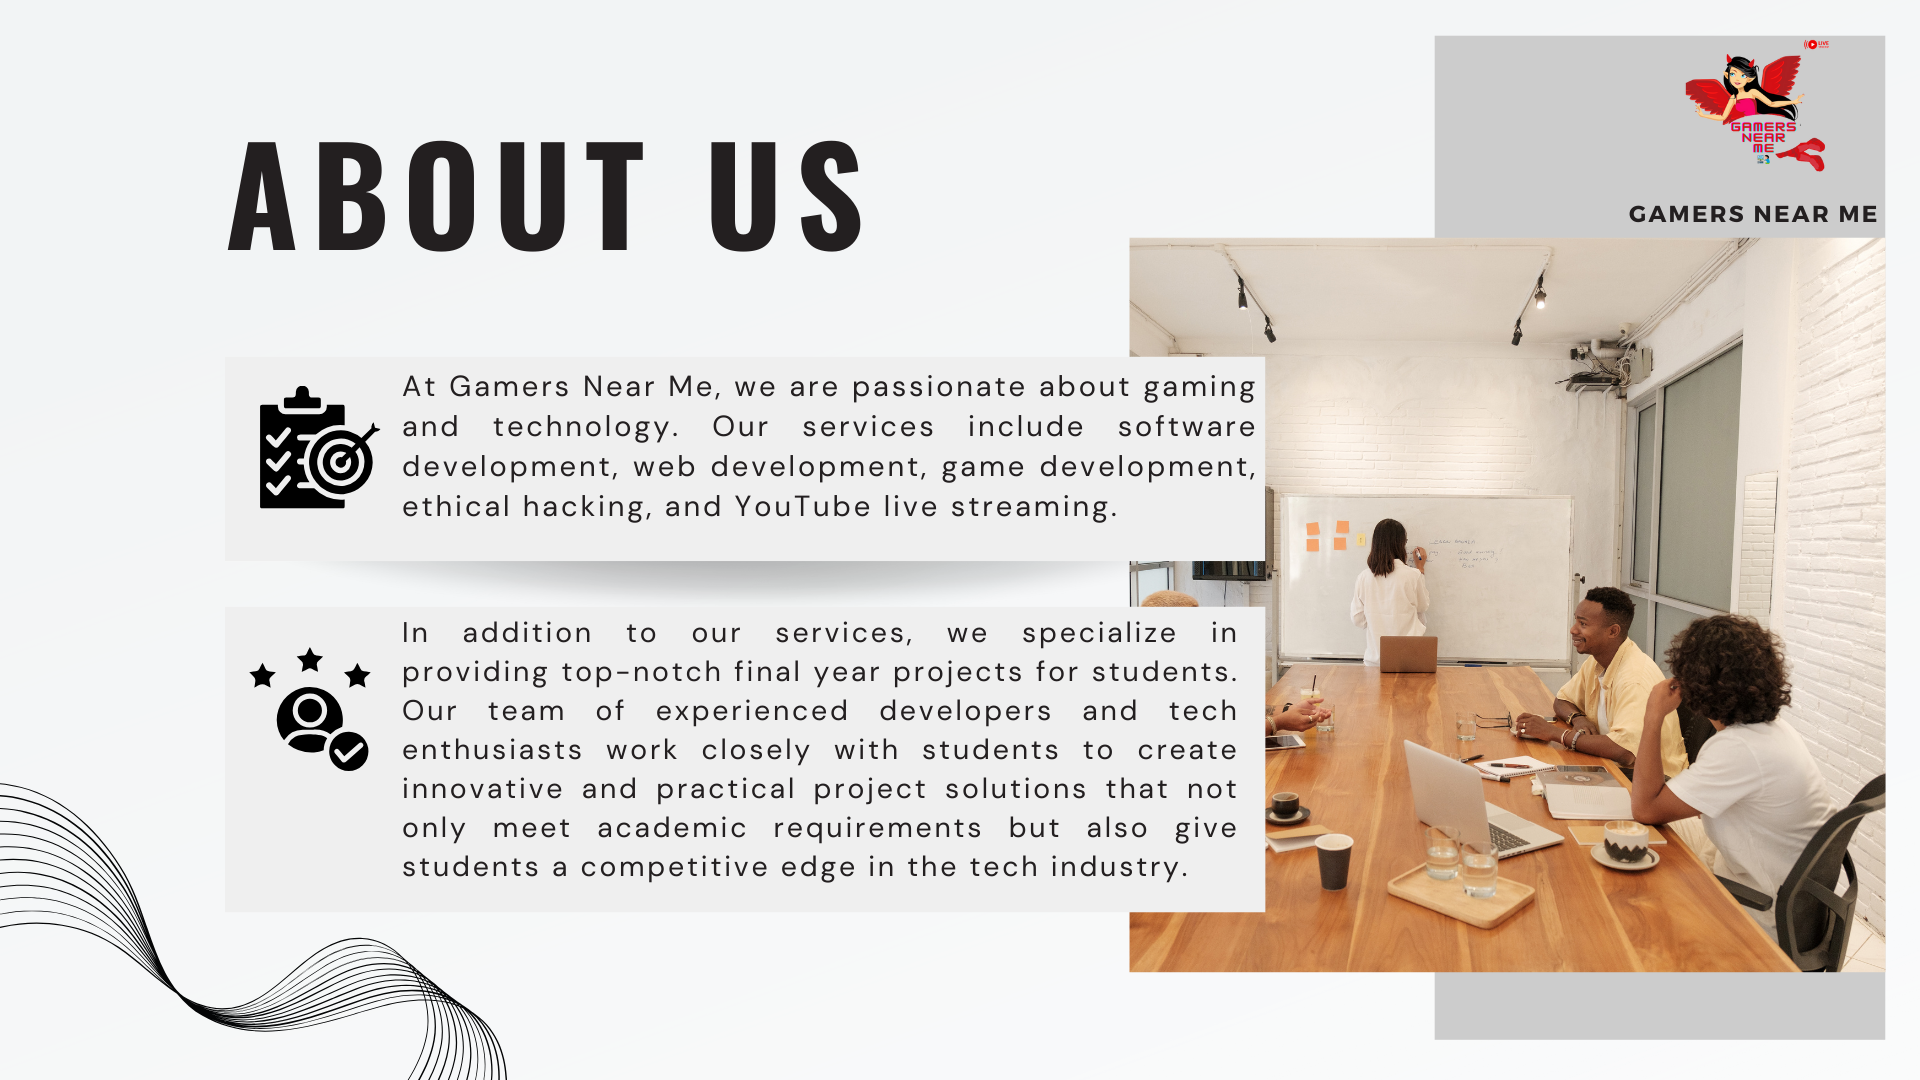 LIVE
GAMERS
NEAR
ME
GAMERS NEAR ME
ABOUT US
At Gamers Near Me, we are passionate about gaming
and technology. Our services include software
development, web development, game development,
ethical hacking, and YouTube live streaming.
In addition to our services, we specialize in
providing top-notch final year projects for students.
Our team of experienced developers and tech
enthusiasts work closely with students to create
innovative and practical project solutions that not
only meet academic requirements but also give
students a competitive edge in the tech industry.